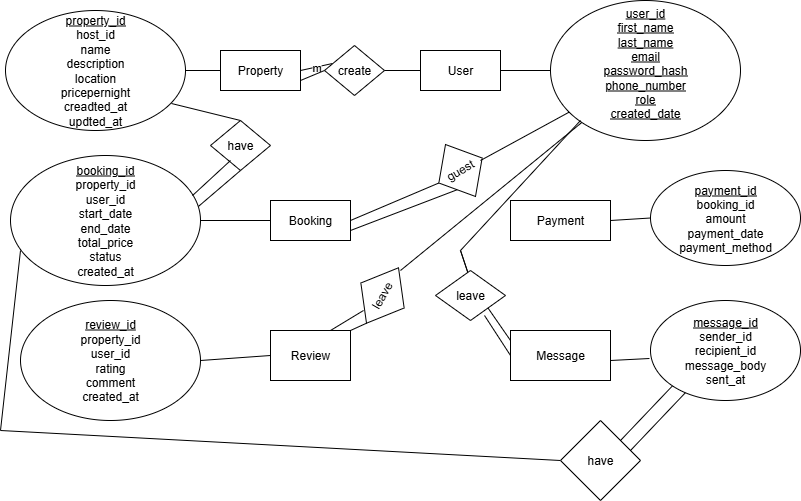 property_id
host_id
name
description
location
pricepernight
creadted_at
updted_at
Property
m
create
User
user_id
first_name
last_name
email
password_hash
phone_number
role
created_date
have
guest
booking_id
property_id
user_id
start_date
end_date
total_price
status
created_at
Booking
Payment
payment_id
booking_id
amount
payment_date
payment_method
leave
leave
review_id
property_id
user_id
rating
comment
created_at
Review
Message
message_id
sender_id
recipient_id
message_body
sent_at
have